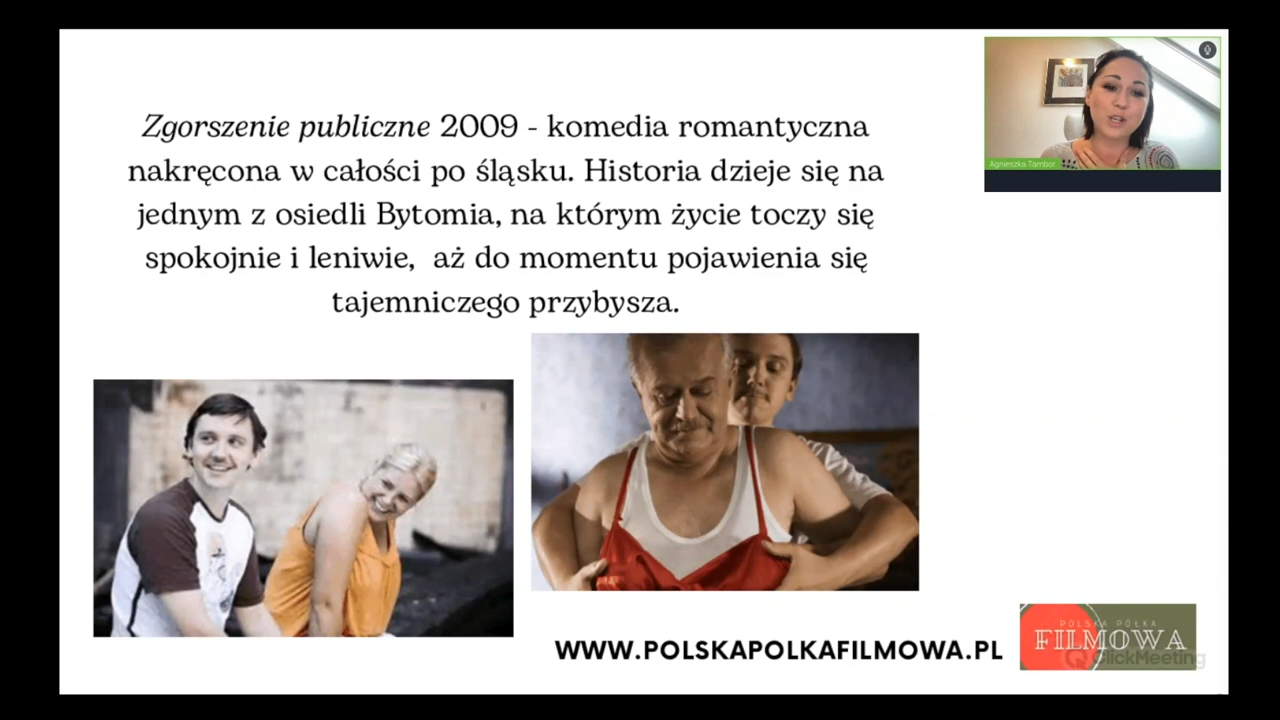 Zgorszenie publiczne 2009 - komedia romantyczna
nakręcona w całości po śląsku. Historia dzieje się na
jednym z osiedli Bytomia, na którym życie toczy się
spokojnie i leniwie, aż do momentu pojawienia się
tajemniczego przybysza.
Agnieszka Tambor
WWW.POLSKAPOLKAFILMOWA.PL
POLSKA PÓŁKA
FILMOWA
ClickMeeting